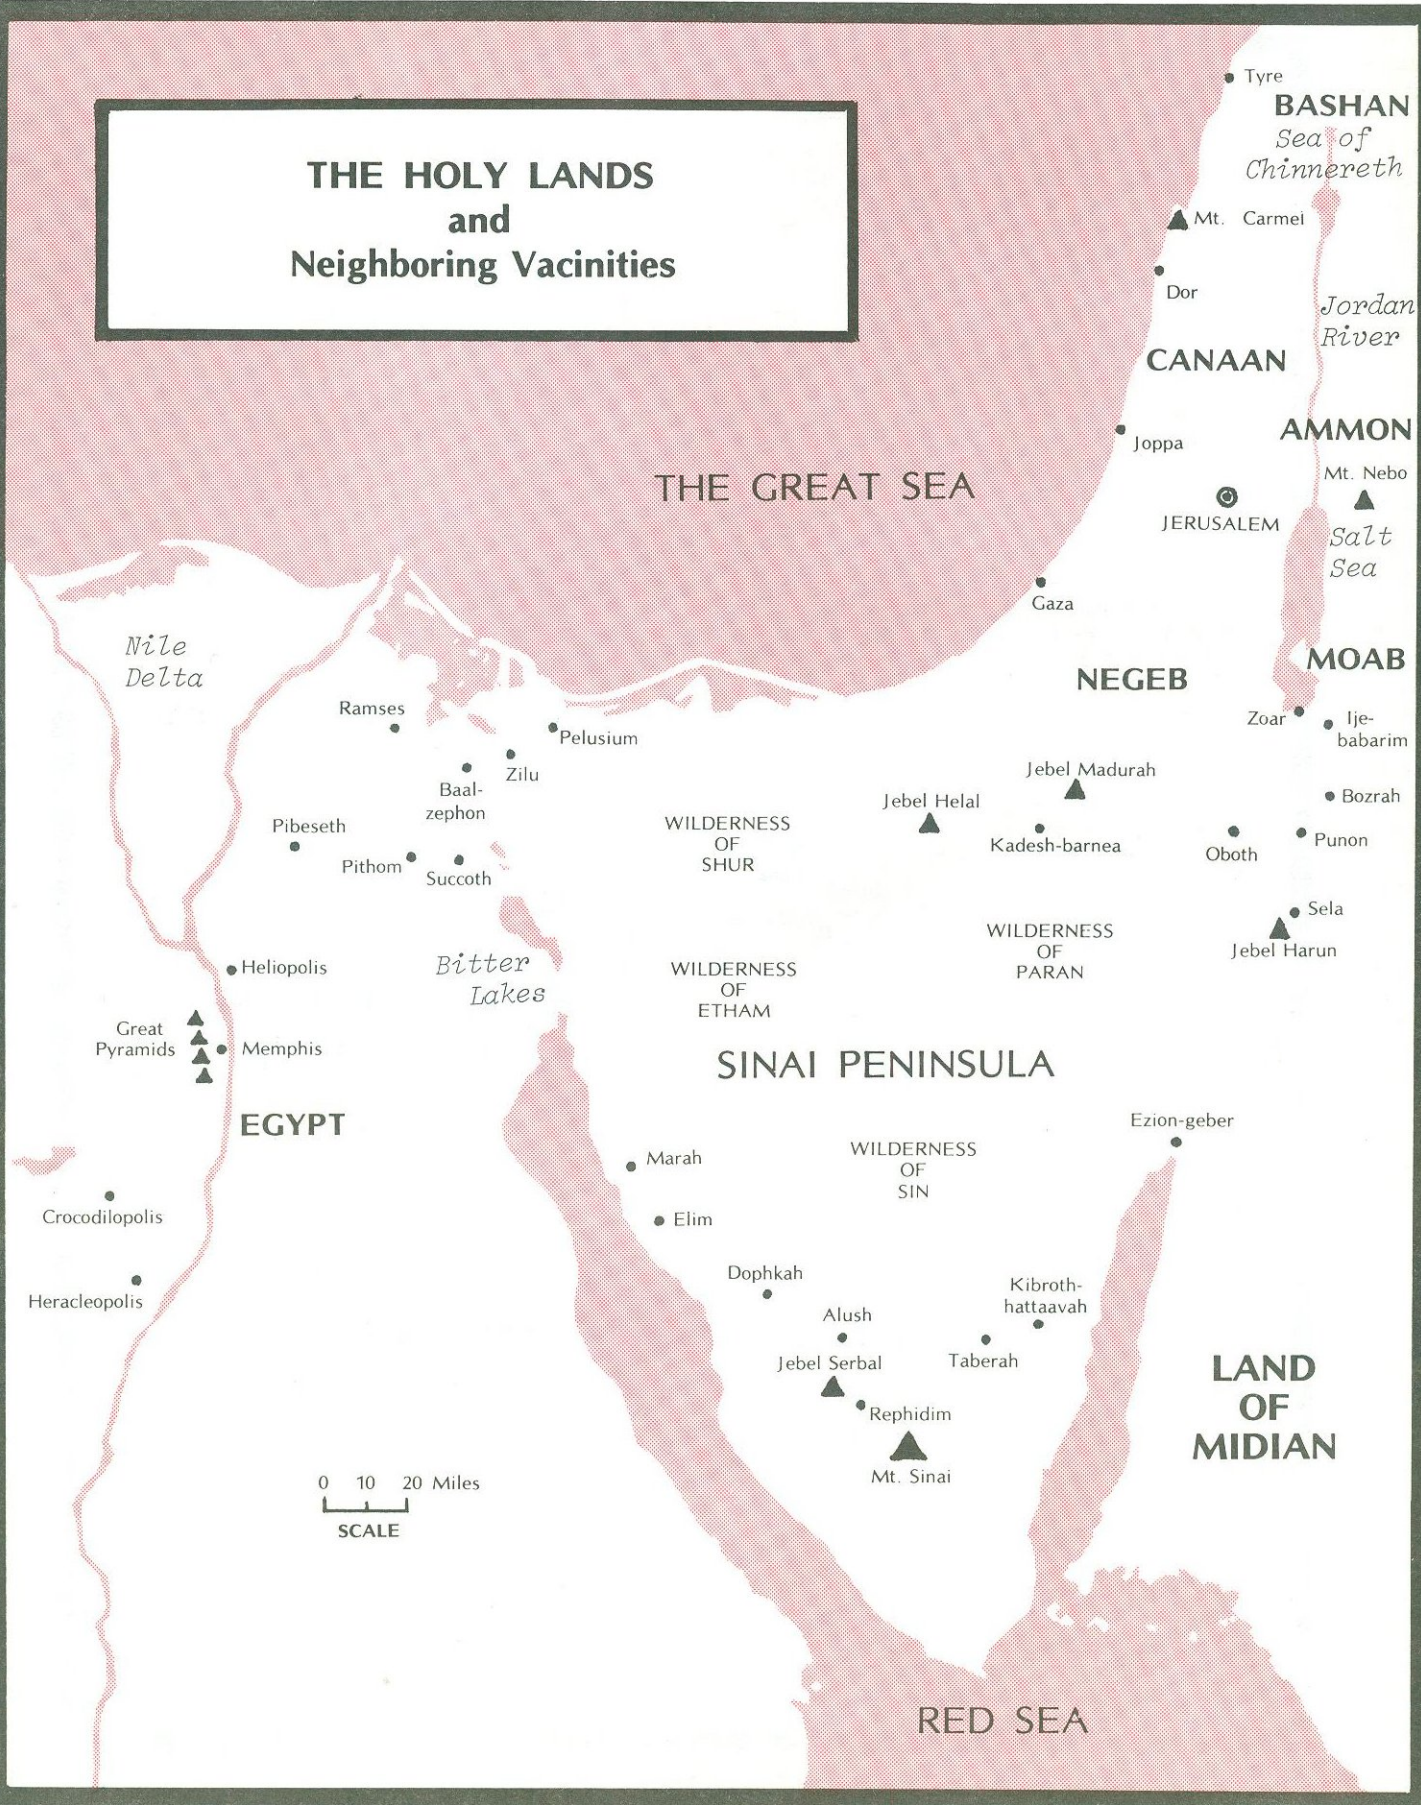 THE HOLY LANDS
and
Neighboring Vacinities
Tyre
BASHAN
Sea of
Chinnereth
Mt. Carmel
Dor
Jordan
River
CANAAN
AMMON
Joppa
Mt. Nebo
THE GREAT SEA
JERUSALEM
Salt
Sea
Gaza
Nile
Delta
MOAB
NEGEB
Ramses
Zoar
Ije-
babarim
Pelusium
Zilu
Baal-
zephon
Jebel Madurah
Jebel Helal
Bozrah
Pibeseth
WILDERNESS
OF
SHUR
Kadesh-barnea
Oboth
Punon
Pithom
Succoth
Sela
Jebel Harun
WILDERNESS
OF
PARAN
Heliopolis
Bitter
Lakes
WILDERNESS
OF
ETHAM
Great
Pyramids
Memphis
SINAI PENINSULA
EGYPT
Ezion-geber
Marah
WILDERNESS
OF
SIN
Crocodilopolis
Elim
Dophkah
Kibroth-
hattaavah
Heracleopolis
Alush
Jebel Serbal
Taberah
LAND
OF
MIDIAN
Rephidim
Mt. Sinai
0 10 20 Miles
SCALE
RED SEA